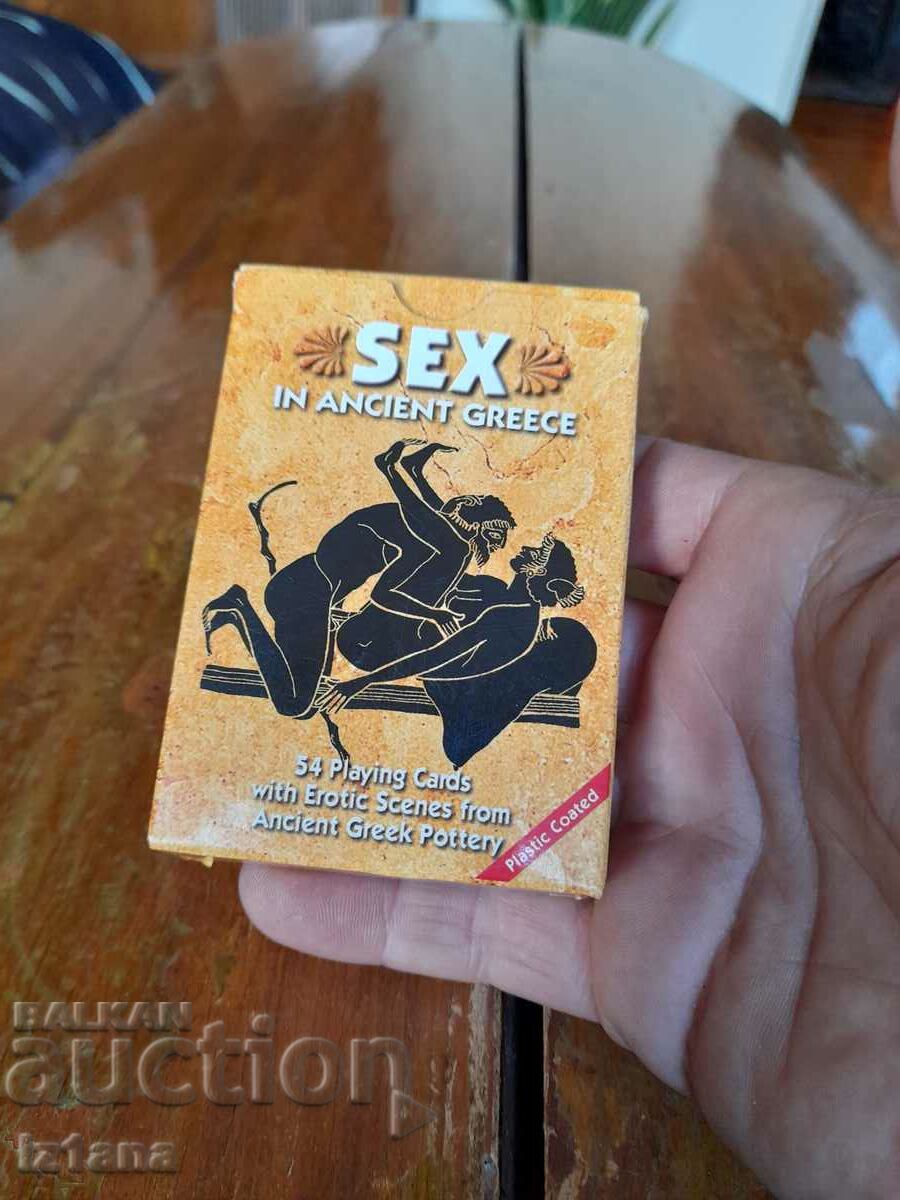 SEX
IN ANCIENT GREECE
54 Playing Cards
with Erotic Scenes from
Ancient Greek Pottery
Plastic Coated
BALKAN
auction
iz1ana